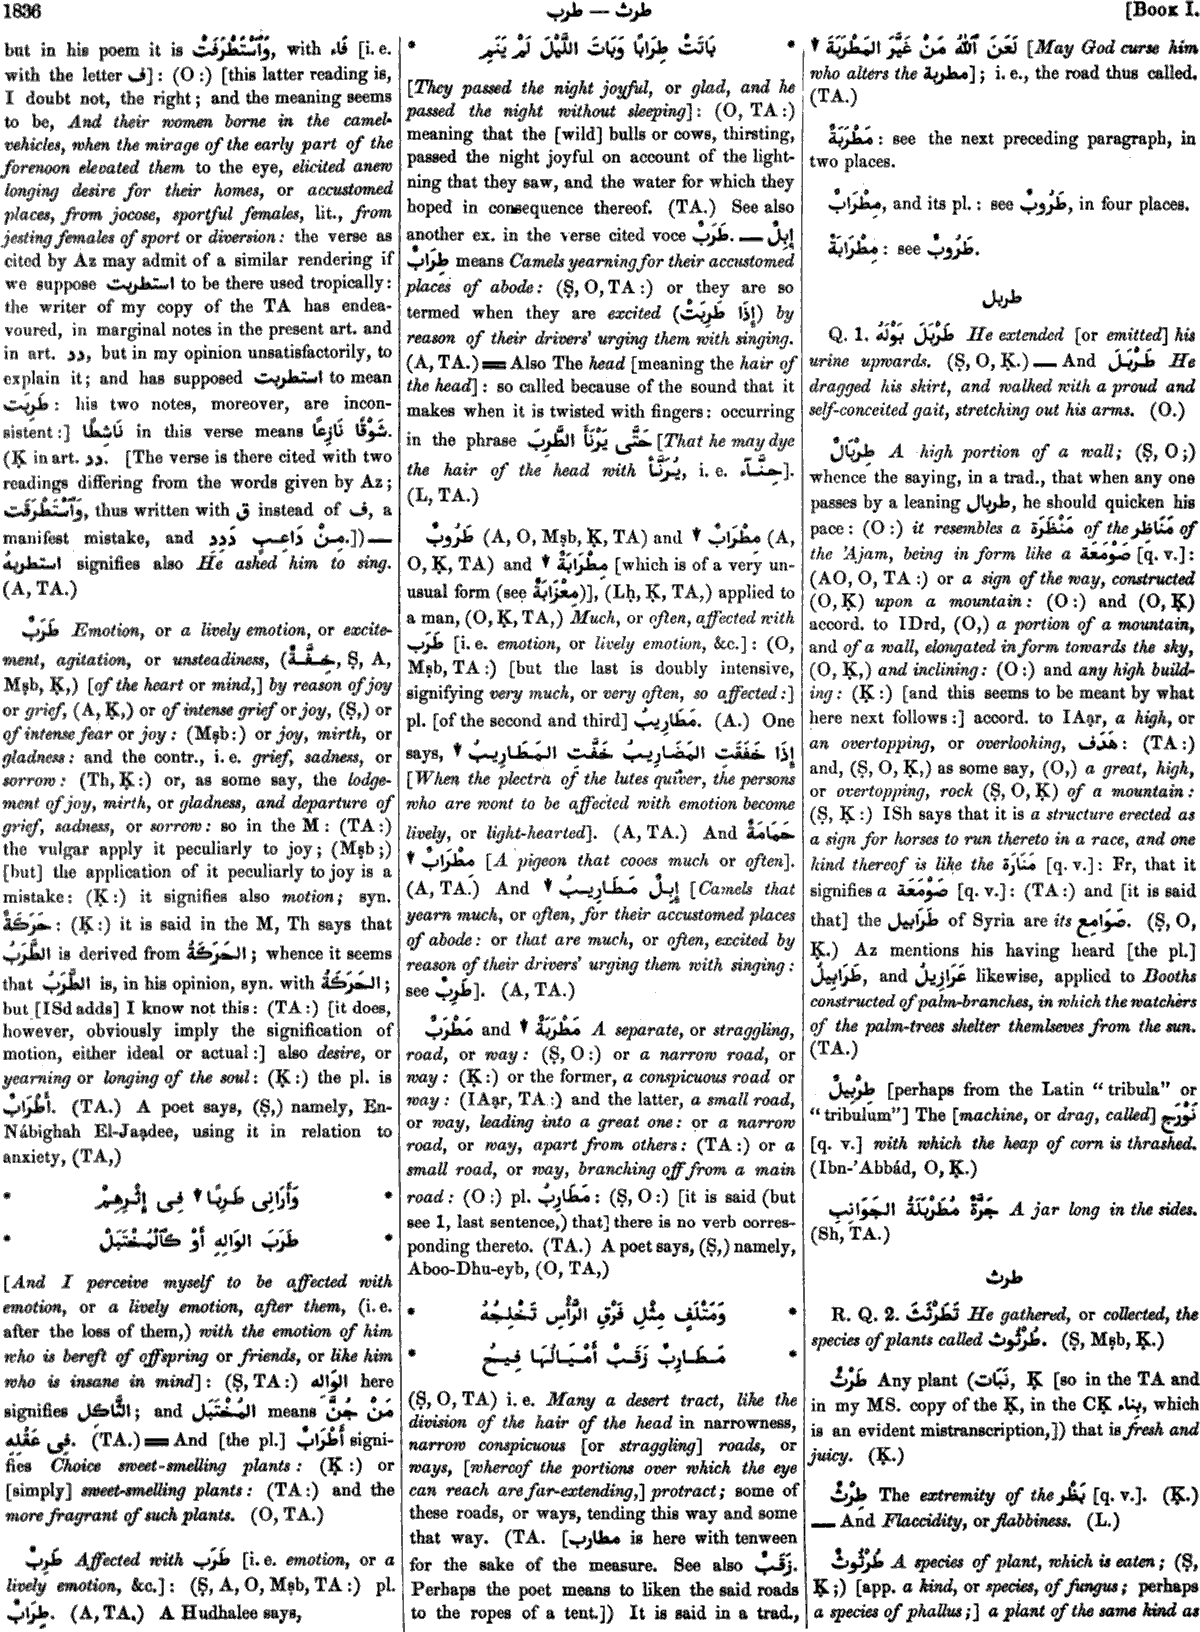 1836
طرب — طرث
[BOOK I.
but in his poem it is وَٱسْتَطْرَفَتْ, with فَاء [i. e.
with the letter ف]: (O:) [this latter reading is,
I doubt not, the right; and the meaning seems
to be, And their women borne in the camel-
vehicles, when the mirage of the early part of the
forenoon elevated them to the eye, elicited anew
longing desire for their homes, or accustomed
places, from jocose, sportful females, lit., from
jesting females of sport or diversion: the verse as
cited by Az may admit of a similar rendering if
we suppose استطربت to be there used tropically:
the writer of my copy of the TA has endea-
voured, in marginal notes in the present art. and
in art. دد, but in my opinion unsatisfactorily, to
explain it; and has supposed استطربت to mean
طَرِبَت: his two notes, moreover, are incon-
sistent:] نَاشِطًا in this verse means شَوْقًا نَازِعًا.
(Ḳ in art. دد. [The verse is there cited with two
readings differing from the words given by Az;
وَٱسْتَطْرَقَت, thus written with ق instead of ف, a
manifest mistake, and مِنْ دَاعِبٍ دَدِدِ.]) —
استطربهُ signifies also He asked him to sing.
(A, TA.)
طَرَبٌ Emotion, or a lively emotion, or excite-
ment, agitation, or unsteadiness, (خِفَّةٌ, Ṣ, A,
Mṣb, Ḳ,) [of the heart or mind,] by reason of joy
or grief, (A, Ḳ,) or of intense grief or joy, (Ṣ,) or
of intense fear or joy: (Mṣb:) or joy, mirth, or
gladness: and the contr., i. e. grief, sadness, or
sorrow: (Th, Ḳ:) or, as some say, the lodge-
ment of joy, mirth, or gladness, and departure of
grief, sadness, or sorrow: so in the M: (TA:)
the vulgar apply it peculiarly to joy; (Mṣb;)
[but] the application of it peculiarly to joy is a
mistake: (Ḳ:) it signifies also motion; syn.
حَرَكَةٌ: (Ḳ:) it is said in the M, Th says that
الطَّرَبُ is derived from الحَرَكَةُ; whence it seems
that الطَّرَبُ is, in his opinion, syn. with الحَرَكَةُ;
but [ISd adds] I know not this: (TA:) [it does,
however, obviously imply the signification of
motion, either ideal or actual:] also desire, or
yearning or longing of the soul: (Ḳ:) the pl. is
أَطْرَابٌ. (TA.) A poet says, (Ṣ,) namely, En-
Nábighah El-Jaạdee, using it in relation to
anxiety, (TA,)
* وَأَرَانِى طَرِبًا ▼ فِى إِثْرِهِمْ *
* طَرَبَ الوَالِهِ أَوْ كَٱلْمُخْتَبَلْ *
[And I perceive myself to be affected with
emotion, or a lively emotion, after them, (i. e.
after the loss of them,) with the emotion of him
who is bereft of offspring or friends, or like him
who is insane in mind]: (Ṣ, TA:) الوَاله here
signifies الثَّاكِل; and المُخْتَبَل means مَنْ جُنَّ
فِى عَقْلِهِ. (TA.) ═ And [the pl.] أَطْرَابٌ signi-
fies Choice sweet-smelling plants: (Ḳ:) or
[simply] sweet-smelling plants: (TA:) and the
more fragrant of such plants. (O, TA.)
طَرِبٌ Affected with طَرَب [i. e. emotion, or a
lively emotion, &c.]: (Ṣ, A, O, Mṣb, TA:) pl.
طِرَابٌ. (A, TA.) A Hudhalee says,
* بَاتَتْ طِرَابًا وَبَاتَ اللَّيْلَ لَمْ يَنَمِ *
[They passed the night joyful, or glad, and he
passed the night without sleeping]: (O, TA:)
meaning that the [wild] bulls or cows, thirsting,
passed the night joyful on account of the light-
ning that they saw, and the water for which they
hoped in consequence thereof. (TA.) See also
another ex. in the verse cited voce طَرَبٌ. — إِبِلٌ
طِرَابٌ means Camels yearning for their accustomed
places of abode: (Ṣ, O, TA:) or they are so
termed when they are excited (إِذَا طَرِبَتْ) by
reason of their drivers' urging them with singing.
(A, TA.) ═ Also The head [meaning the hair of
the head]: so called because of the sound that it
makes when it is twisted with fingers: occurring
in the phrase حَتَّى يَرْنَأَ الطَّرِبَ [That he may dye
the hair of the head with يُرَنَّأ, i. e. حِنَّآء].
(L, TA.)
طَرُوبٌ (A, O, Mṣb, Ḳ, TA) and ▼ مِطْرَابٌ (A,
O, Ḳ, TA) and ▼ مِطْرَابَةٌ [which is of a very un-
usual form (see مِعْزَابَةٌ)], (Lḥ, Ḳ, TA,) applied to
a man, (O, Ḳ, TA,) Much, or often, affected with
طَرَب [i. e. emotion, or lively emotion, &c.]: (O,
Mṣb, TA:) [but the last is doubly intensive,
signifying very much, or very often, so affected:]
pl. [of the second and third] مَطَارِيبُ. (A.) One
says, ▼ إِذَا خَفَقَتِ المَضَارِيبُ خَفَّتِ المَطَارِيبُ
[When the plectra of the lutes quiver, the persons
who are wont to be affected with emotion become
lively, or light-hearted]. (A, TA.) And حَمَامَةٌ
▼ مِطْرَابٌ [A pigeon that cooes much or often].
(A, TA.) And ▼ إِبِلٌ مَطَارِيبُ [Camels that
yearn much, or often, for their accustomed places
of abode: or that are much, or often, excited by
reason of their drivers' urging them with singing:
see طَرِبٌ]. (A, TA.)
مَطْرَبٌ and ▼ مَطْرَبَةٌ A separate, or straggling,
road, or way: (Ṣ, O:) or a narrow road, or
way: (Ḳ:) or the former, a conspicuous road or
way: (IAạr, TA:) and the latter, a small road,
or way, leading into a great one: or a narrow
road, or way, apart from others: (TA:) or a
small road, or way, branching off from a main
road: (O:) pl. مَطَارِبُ: (Ṣ, O:) [it is said (but
see 1, last sentence,) that] there is no verb corres-
ponding thereto. (TA.) A poet says, (Ṣ,) namely,
Aboo-Dhu-eyb, (O, TA,)
* وَمَتْلَفٍ مِثْلِ فَرْقِ الرَّأْسِ تَخْلِجُهُ *
* مَطَارِبٌ زَقَبٌ أَمْيَالُهَا فِيحُ *
(Ṣ, O, TA) i. e. Many a desert tract, like the
division of the hair of the head in narrowness,
narrow conspicuous [or straggling] roads, or
ways, [whereof the portions over which the eye
can reach are far-extending,] protract; some of
these roads, or ways, tending this way and some
that way. (TA. [مطارب is here with tenween
for the sake of the measure. See also زَقَبٌ.
Perhaps the poet means to liken the said roads
to the ropes of a tent.]) It is said in a trad.,
▼ لَعَنَ ٱللّٰهُ مَنْ غَيَّرَ المَطْرَبَةَ [May God curse him
who alters the مطربة]; i. e., the road thus called.
(TA.)
مَطْرَبَةٌ: see the next preceding paragraph, in
two places.
مِطْرَابٌ, and its pl.: see طَرُوبٌ, in four places.
مِطْرَابَةٌ: see طَرُوبٌ.
طربل
Q. 1. طَرْبَلَ بَوْلَهُ He extended [or emitted] his
urine upwards. (Ṣ, O, Ḳ.) — And طَرْبَلَ He
dragged his skirt, and walked with a proud and
self-conceited gait, stretching out his arms. (O.)
طِرْبَالٌ A high portion of a wall; (Ṣ, O;)
whence the saying, in a trad., that when any one
passes by a leaning طربال, he should quicken his
pace: (O:) it resembles a مَنْظَرَة of the مَنَاظِر of
the 'Ajam, being in form like a صَوْمَعَة [q. v.]:
(AO, O, TA:) or a sign of the way, constructed
(O, Ḳ) upon a mountain: (O:) and (O, Ḳ)
accord. to IDrd, (O,) a portion of a mountain,
and of a wall, elongated in form towards the sky,
(O, Ḳ,) and inclining: (O:) and any high build-
ing: (Ḳ:) [and this seems to be meant by what
here next follows:] accord. to IAạr, a high, or
an overtopping, or overlooking, هَدَف: (TA:)
and, (Ṣ, O, Ḳ,) as some say, (O,) a great, high,
or overtopping, rock (Ṣ, O, Ḳ) of a mountain:
(Ṣ, Ḳ:) ISh says that it is a structure erected as
a sign for horses to run thereto in a race, and one
kind thereof is like the مَنَارَة [q. v.]: Fr, that it
signifies a صَوْمَعَة [q. v.]: (TA:) and [it is said
that] the طَرَابيل of Syria are its صَوَامِع. (Ṣ, O,
Ḳ.) Az mentions his having heard [the pl.]
طَرَابِيلُ, and عَرَازِيلُ likewise, applied to Booths
constructed of palm-branches, in which the watchers
of the palm-trees shelter themlseves from the sun.
(TA.)
طِرْبِيلٌ [perhaps from the Latin "tribula" or
"tribulum"] The [machine, or drag, called] نَوْرَج
[q. v.] with which the heap of corn is thrashed.
(Ibn-'Abbád, O, Ḳ.)
جَرَّةٌ مُطَرْبَلَةُ الجَوَانِبِ A jar long in the sides.
(Sh, TA.)
طرث
R. Q. 2. تَطَرْثَثَ He gathered, or collected, the
species of plants called طُرْثُوث. (Ṣ, Mṣb, Ḳ.)
طَرْثٌ Any plant (نَبَات, Ḳ [so in the TA and
in my MS. copy of the Ḳ, in the CḲ بِناء, which
is an evident mistranscription,]) that is fresh and
juicy. (Ḳ.)
طِرْثٌ The extremity of the بَظْر [q. v.]. (Ḳ.)
— And Flaccidity, or flabbiness. (L.)
طُرْثُوثٌ A species of plant, which is eaten; (Ṣ,
Ḳ;) [app. a kind, or species, of fungus; perhaps
a species of phallus;] a plant of the same kind as